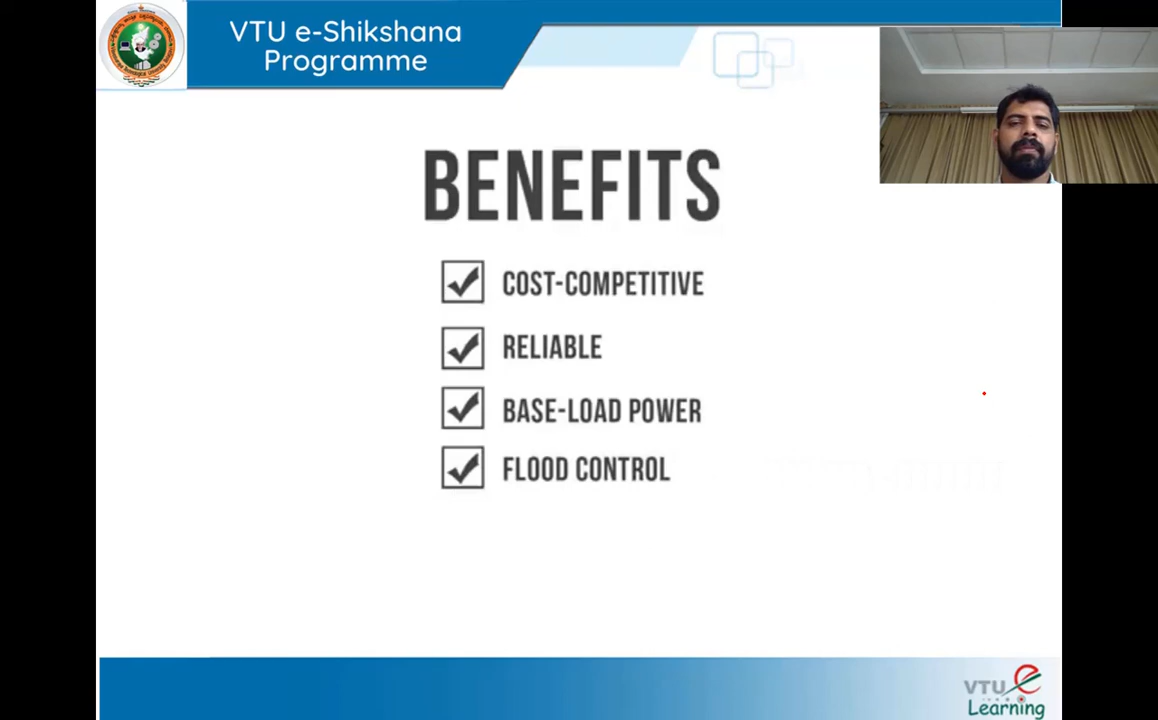 VTU e-Shikshana
Programme
BENEFITS
COST-COMPETITIVE
RELIABLE
BASE-LOAD POWER
FLOOD CONTROL
VTU e
Learning